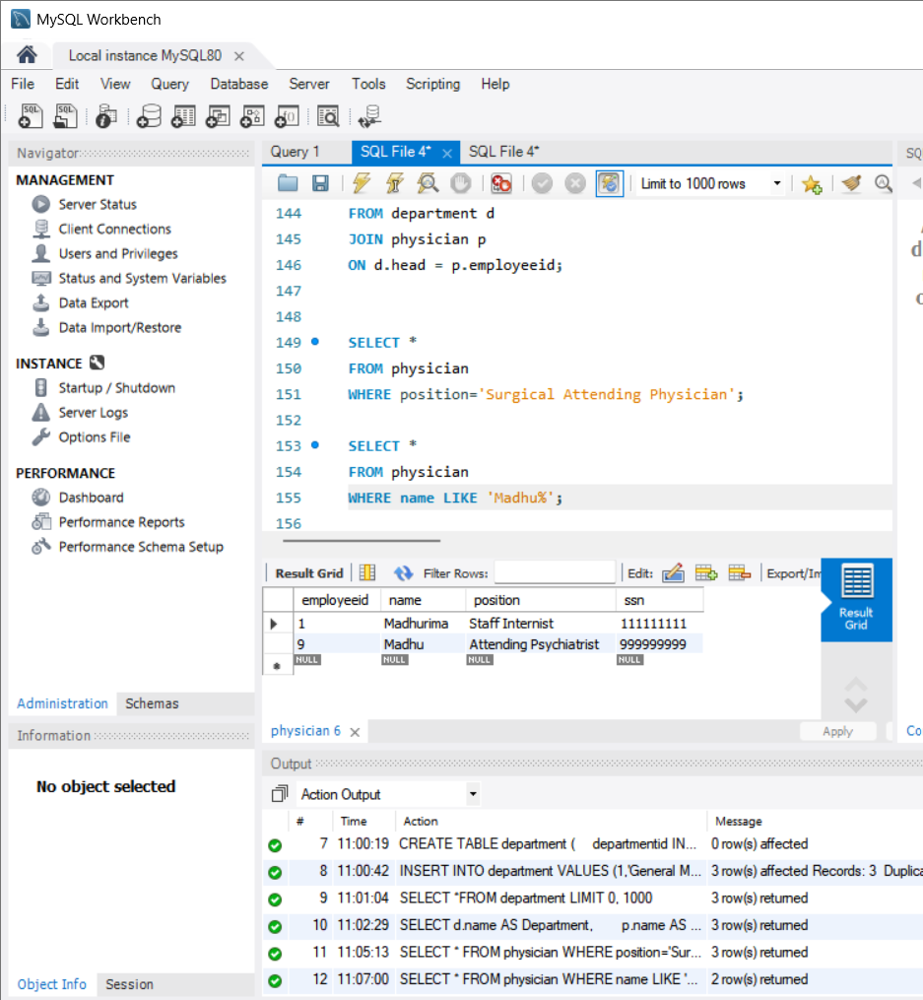 MySQL Workbench
Local instance MySQL80
File Edit View Query Database Server Tools Scripting Help
Navigator
MANAGEMENT
Server Status
Client Connections
Users and Privileges
Status and System Variables
Data Export
Data Import/Restore
INSTANCE
Startup / Shutdown
Server Logs
Options File
PERFORMANCE
Dashboard
Performance Reports
Performance Schema Setup
Administration Schemas
Information
No object selected
Object Info Session
Query 1 SQL File 4* SQL File 4*
Limit to 1000 rows
144 FROM department d
145 JOIN physician p
146 ON d.head = p.employeeid;
147
148
149 SELECT *
150 FROM physician
151 WHERE position='Surgical Attending Physician';
152
153 SELECT *
154 FROM physician
155 WHERE name LIKE 'Madhu%';
156
Result Grid Filter Rows: Edit: Export/Im
employeeid name position ssn
1 Madhurima Staff Internist 111111111
9 Madhu Attending Psychiatrist 999999999
NULL NULL NULL NULL
Result
Grid
physician 6 Apply
Output
Action Output
# Time Action Message
7 11:00:19 CREATE TABLE department ( departmentid IN... 0 row(s) affected
8 11:00:42 INSERT INTO department VALUES (1,'General M... 3 row(s) affected Records: 3 Duplica
9 11:01:04 SELECT *FROM department LIMIT 0, 1000 3 row(s) returned
10 11:02:29 SELECT d.name AS Department, p.name AS ... 3 row(s) returned
11 11:05:13 SELECT * FROM physician WHERE position='Sur... 3 row(s) returned
12 11:07:00 SELECT * FROM physician WHERE name LIKE '... 2 row(s) returned